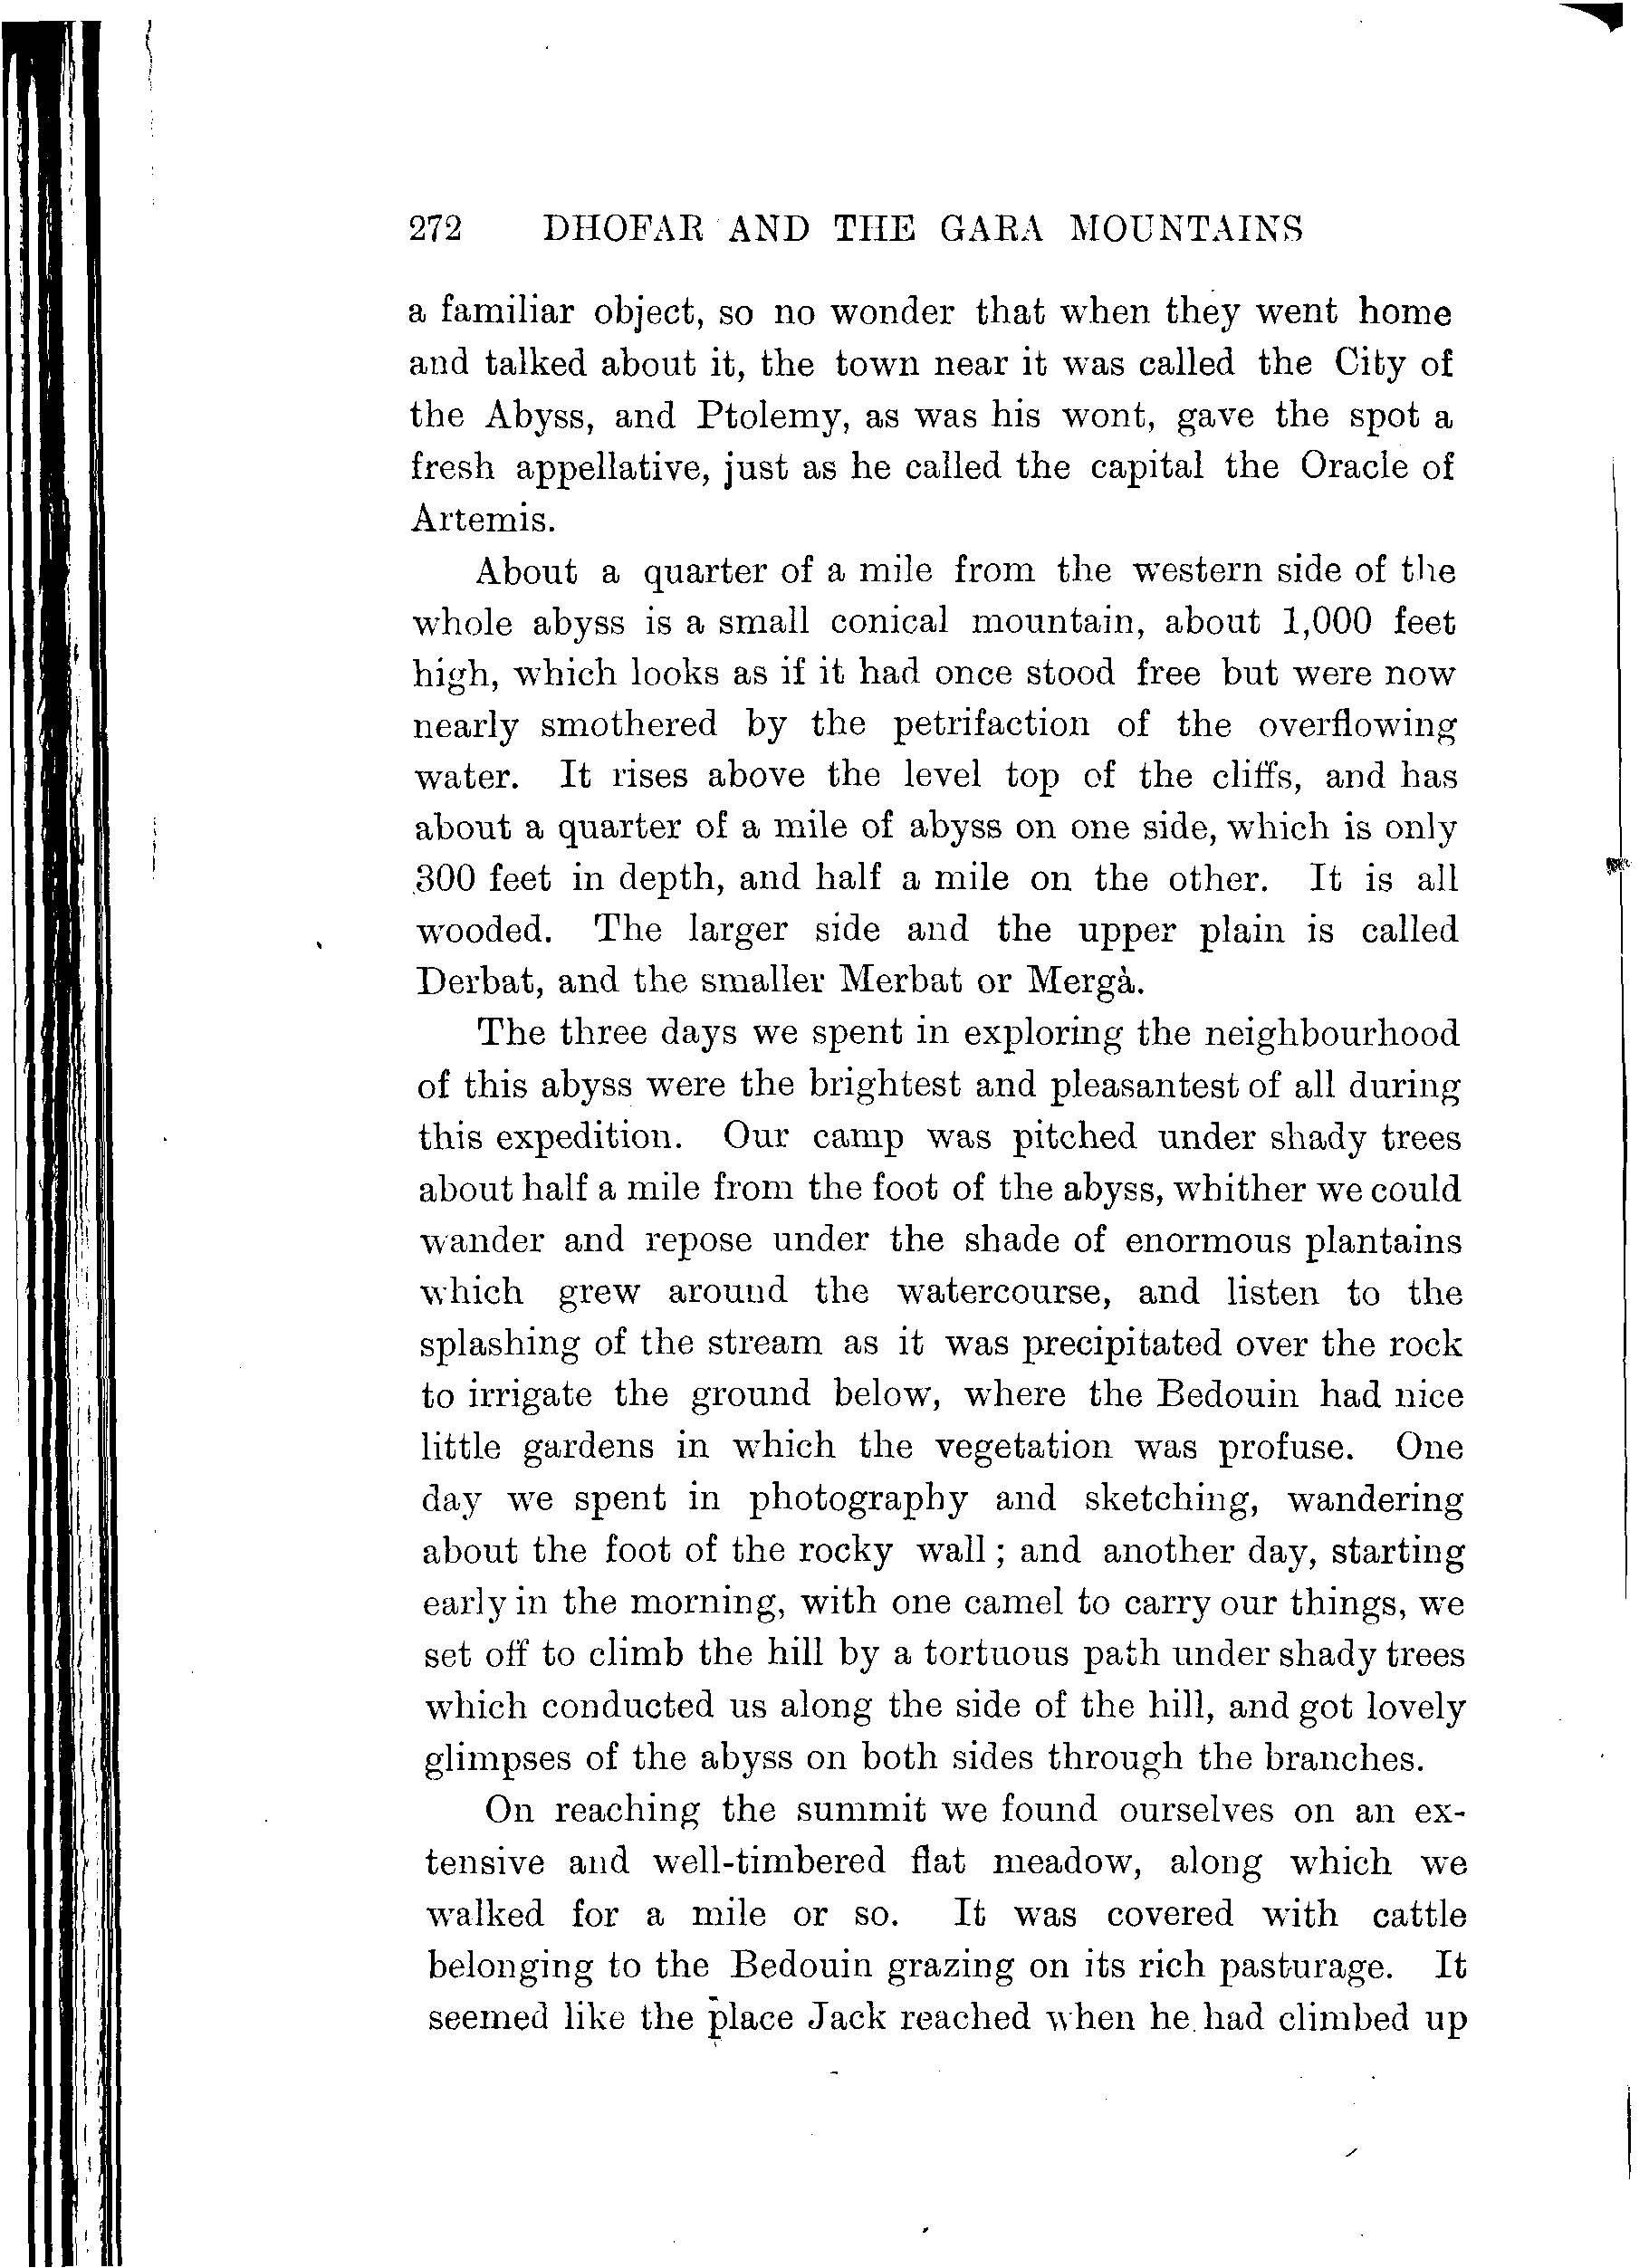 272 DHOFAR AND THE GARA MOUNTAINS
a familiar object, so no wonder that when they went home
and talked about it, the town near it was called the City of
the Abyss, and Ptolemy, as was his wont, gave the spot a
fresh appellative, just as he called the capital the Oracle of
Artemis.
About a quarter of a mile from the western side of the
whole abyss is a small conical mountain, about 1,000 feet
high, which looks as if it had once stood free but were now
nearly smothered by the petrifaction of the overflowing
water. It rises above the level top of the cliffs, and has
about a quarter of a mile of abyss on one side, which is only
300 feet in depth, and half a mile on the other. It is all
wooded. The larger side and the upper plain is called
Derbat, and the smaller Merbat or Mergà.
The three days we spent in exploring the neighbourhood
of this abyss were the brightest and pleasantest of all during
this expedition. Our camp was pitched under shady trees
about half a mile from the foot of the abyss, whither we could
wander and repose under the shade of enormous plantains
which grew around the watercourse, and listen to the
splashing of the stream as it was precipitated over the rock
to irrigate the ground below, where the Bedouin had nice
little gardens in which the vegetation was profuse. One
day we spent in photography and sketching, wandering
about the foot of the rocky wall; and another day, starting
early in the morning, with one camel to carry our things, we
set off to climb the hill by a tortuous path under shady trees
which conducted us along the side of the hill, and got lovely
glimpses of the abyss on both sides through the branches.
On reaching the summit we found ourselves on an ex-
tensive and well-timbered flat meadow, along which we
walked for a mile or so. It was covered with cattle
belonging to the Bedouin grazing on its rich pasturage. It
seemed like the place Jack reached when he had climbed up